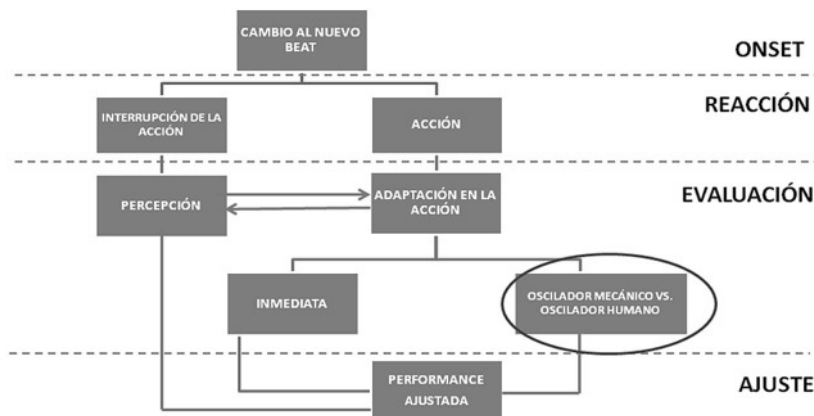 CAMBIO AL NUEVO
BEAT
ONSET
INTERRUPCIÓN DE LA
ACCIÓN
ACCIÓN
REACCIÓN
PERCEPCIÓN
ADAPTACIÓN EN LA
ACCIÓN
EVALUACIÓN
INMEDIATA
OSCILADOR MECÁNICO VS.
OSCILADOR HUMANO
PERFORMANCE
AJUSTADA
AJUSTE